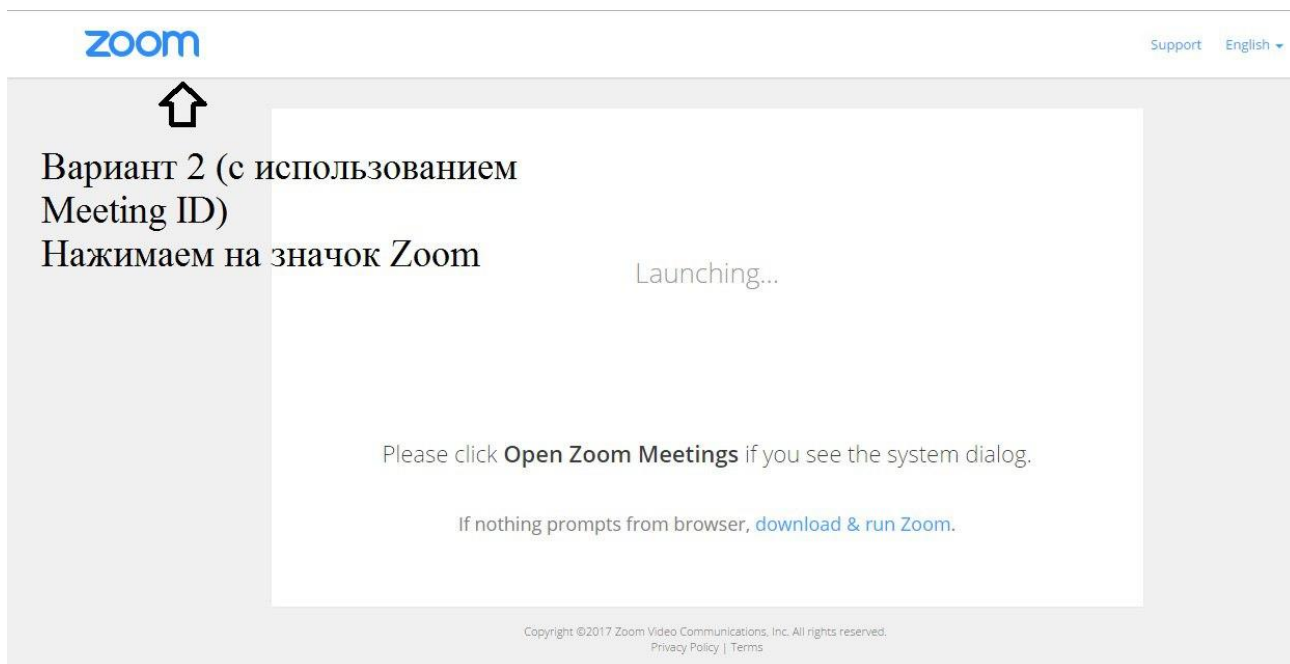 zoom
Support English
Вариант 2 (с использованием
Meeting ID)
Нажимаем на значок Zoom
Launching...
Please click Open Zoom Meetings if you see the system dialog.
If nothing prompts from browser, download & run Zoom.
Copyright ©2017 Zoom Video Communications, Inc. All rights reserved.
Privacy Policy | Terms